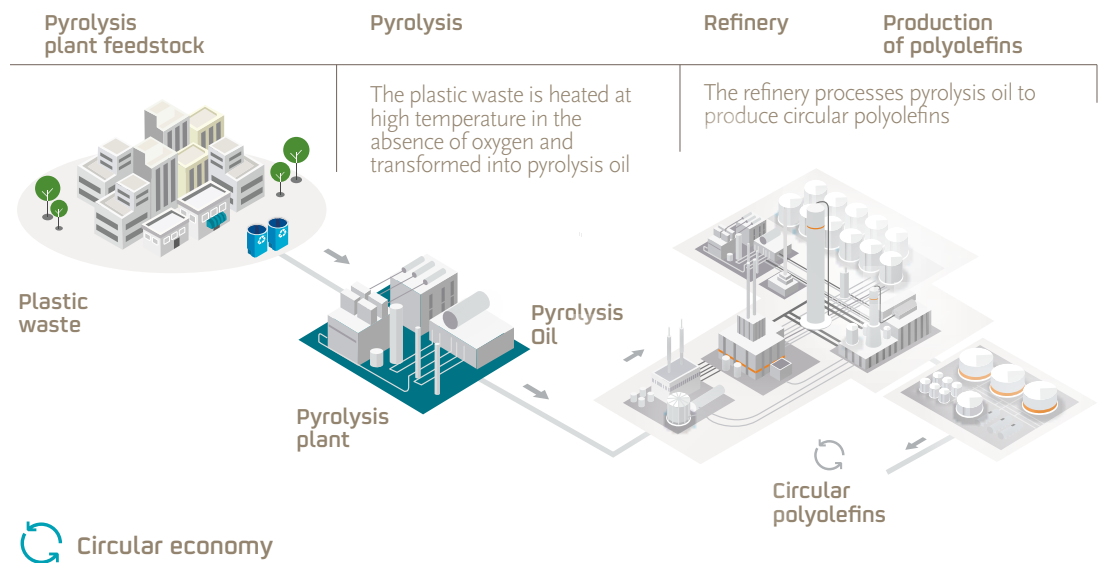 Pyrolysis
plant feedstock
Pyrolysis
Refinery
Production
of polyolefins
The plastic waste is heated at
high temperature in the
absence of oxygen and
transformed into pyrolysis oil
The refinery processes pyrolysis oil to
produce circular polyolefins
Plastic
waste
Pyrolysis
plant
Pyrolysis
Oil
Circular
polyolefins
Circular economy